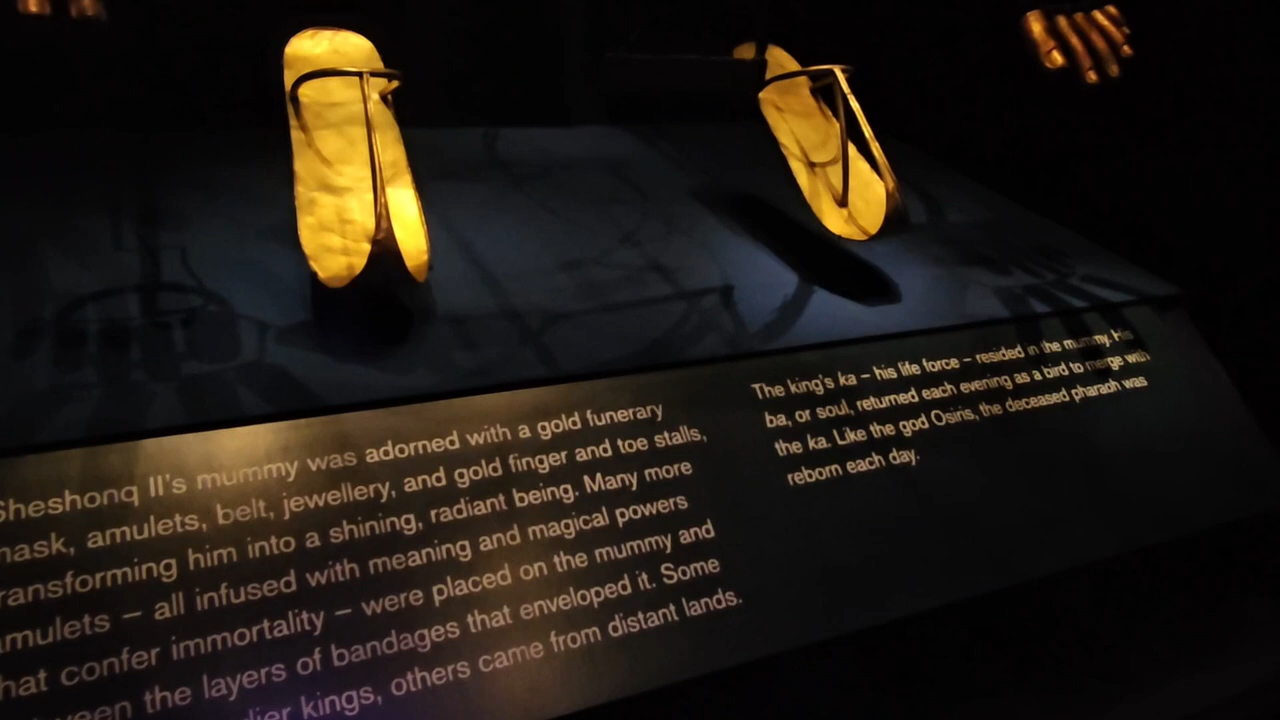 Sheshonq II's mummy was adorned with a gold funerary
mask, amulets, belt, jewellery, and gold finger and toe stalls,
transforming him into a shining, radiant being. Many more
amulets – all infused with meaning and magical powers
that confer immortality – were placed on the mummy and
the layers of bandages that enveloped it. Some
kings, others came from distant lands.
The king's ka – his life force – resided in the mummy. His
ba, or soul, returned each evening as a bird to merge with
the ka. Like the god Osiris, the deceased pharaoh was
reborn each day.